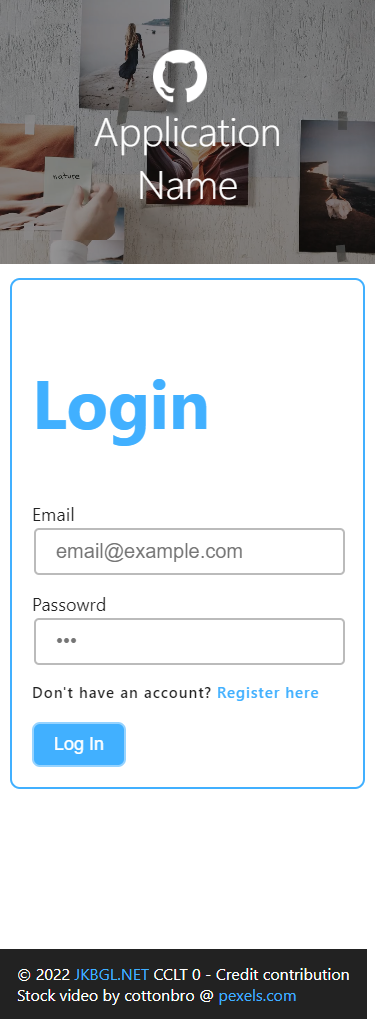 Application
Name
nature
Login
Email
email@example.com
Passowrd
•••
Don't have an account? Register here
Log In
© 2022 JKBGL.NET CCLT 0 - Credit contribution
Stock video by cottonbro @ pexels.com